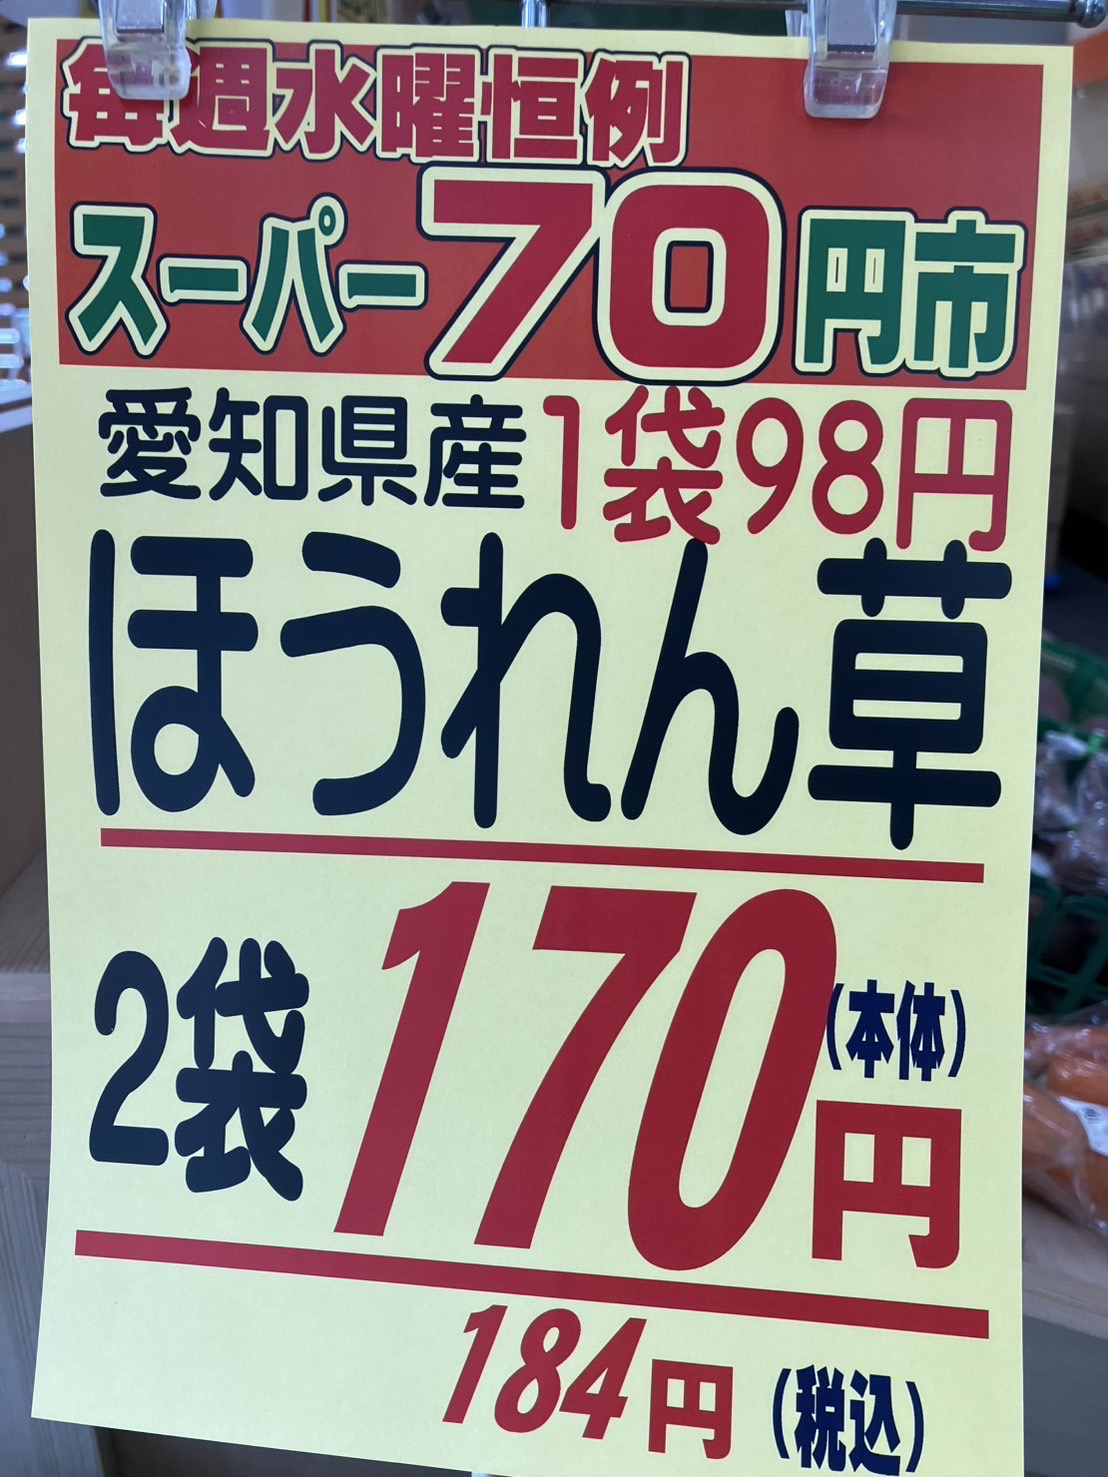 毎週水曜恒例
スーパー70円市
愛知県産1袋98円
ほうれん草
2袋170円(本体)
184円(税込)